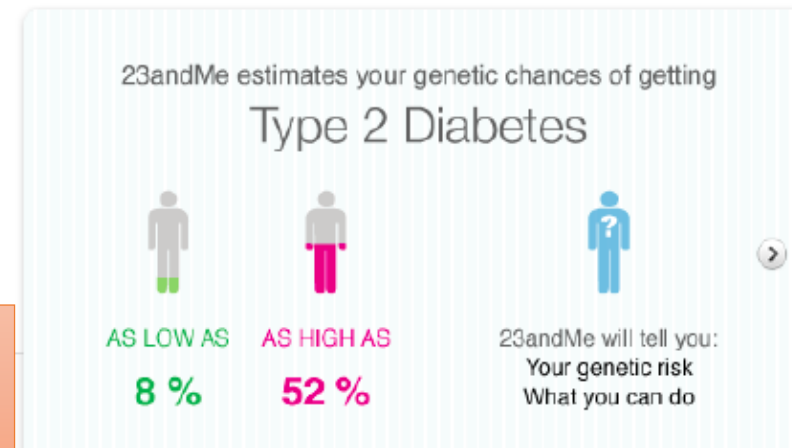 23andMe estimates your genetic chances of getting
Type 2 Diabetes
?
AS LOW AS
8 %
AS HIGH AS
52 %
23andMe will tell you:
Your genetic risk
What you can do